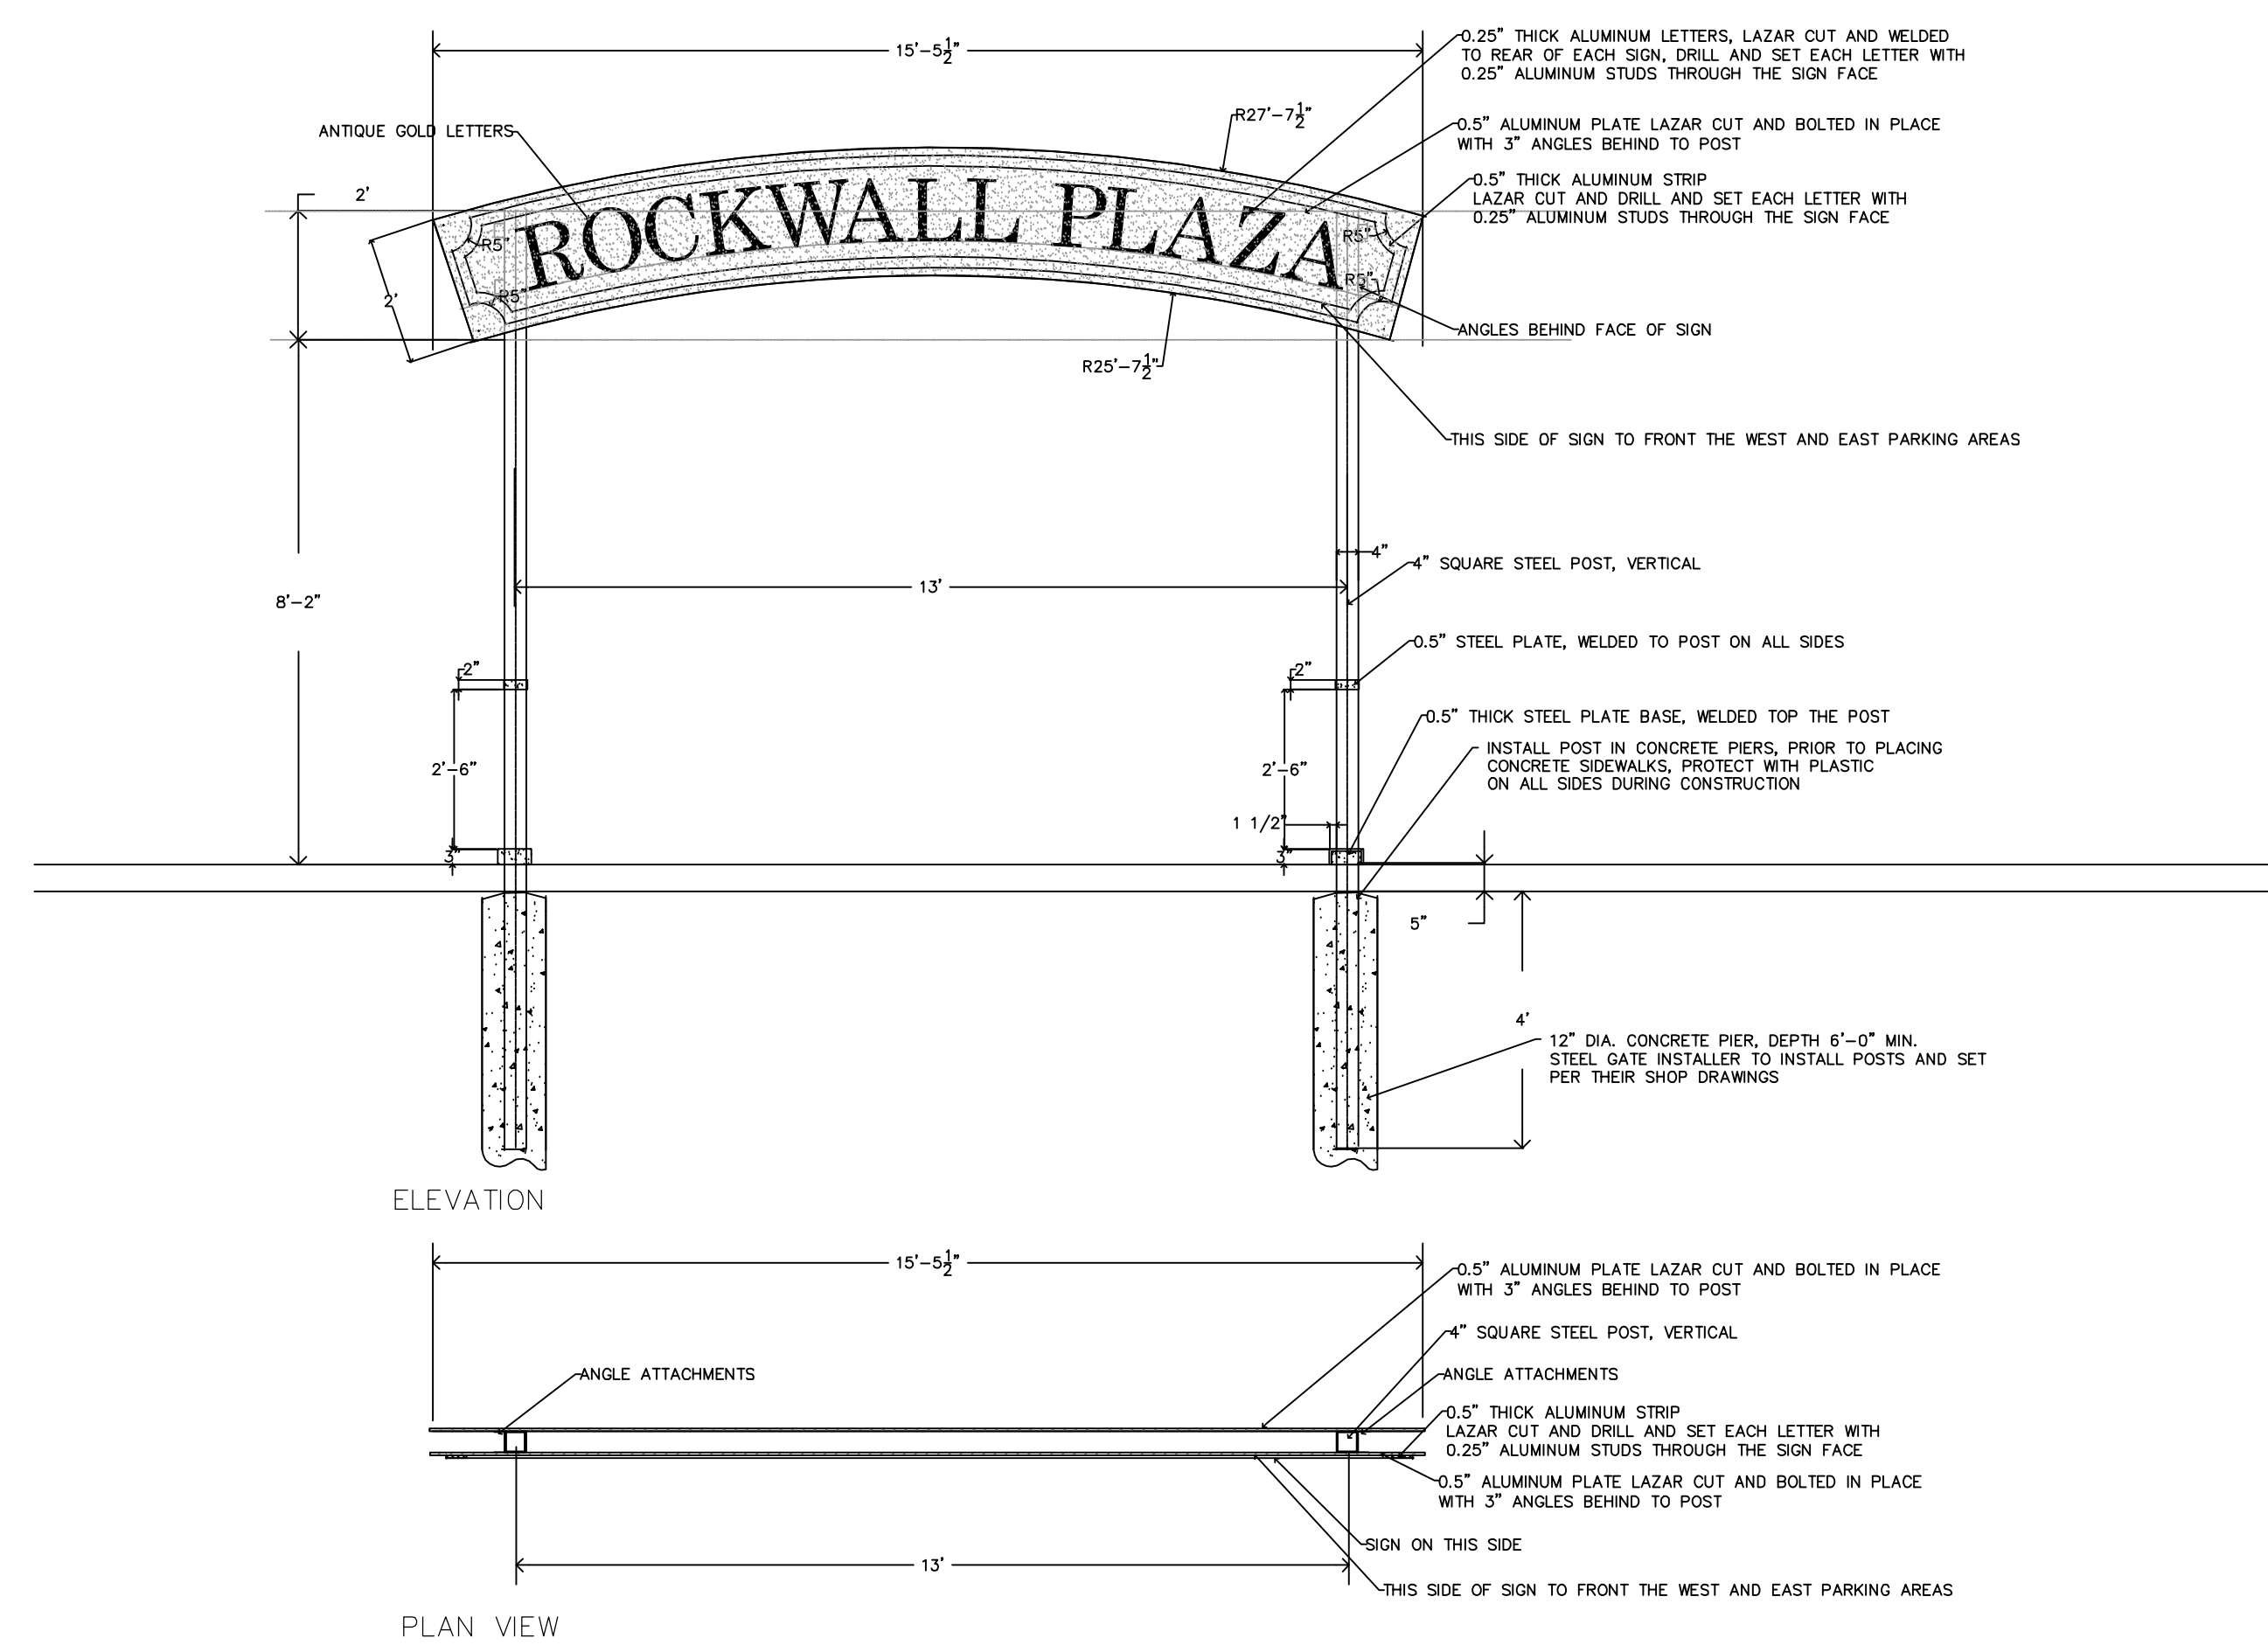 15'-5 1/2"
0.25" THICK ALUMINUM LETTERS, LAZAR CUT AND WELDED
TO REAR OF EACH SIGN, DRILL AND SET EACH LETTER WITH
0.25" ALUMINUM STUDS THROUGH THE SIGN FACE
R27'-7 1/2"
ANTIQUE GOLD LETTERS
0.5" ALUMINUM PLATE LAZAR CUT AND BOLTED IN PLACE
WITH 3" ANGLES BEHIND TO POST
2'
0.5" THICK ALUMINUM STRIP
LAZAR CUT AND DRILL AND SET EACH LETTER WITH
0.25" ALUMINUM STUDS THROUGH THE SIGN FACE
ROCKWALL PLAZA
R5"
R5"
R5"
R5"
2'
ANGLES BEHIND FACE OF SIGN
R25'-7 1/2"
THIS SIDE OF SIGN TO FRONT THE WEST AND EAST PARKING AREAS
4"
4" SQUARE STEEL POST, VERTICAL
13'
8'-2"
0.5" STEEL PLATE, WELDED TO POST ON ALL SIDES
2"
2"
0.5" THICK STEEL PLATE BASE, WELDED TOP THE POST
INSTALL POST IN CONCRETE PIERS, PRIOR TO PLACING
CONCRETE SIDEWALKS, PROTECT WITH PLASTIC
ON ALL SIDES DURING CONSTRUCTION
2'-6"
2'-6"
1 1/2"
3"
3"
5"
4'
12" DIA. CONCRETE PIER, DEPTH 6'-0" MIN.
STEEL GATE INSTALLER TO INSTALL POSTS AND SET
PER THEIR SHOP DRAWINGS
ELEVATION
15'-5 1/2"
0.5" ALUMINUM PLATE LAZAR CUT AND BOLTED IN PLACE
WITH 3" ANGLES BEHIND TO POST
4" SQUARE STEEL POST, VERTICAL
ANGLE ATTACHMENTS
ANGLE ATTACHMENTS
0.5" THICK ALUMINUM STRIP
LAZAR CUT AND DRILL AND SET EACH LETTER WITH
0.25" ALUMINUM STUDS THROUGH THE SIGN FACE
0.5" ALUMINUM PLATE LAZAR CUT AND BOLTED IN PLACE
WITH 3" ANGLES BEHIND TO POST
SIGN ON THIS SIDE
13'
THIS SIDE OF SIGN TO FRONT THE WEST AND EAST PARKING AREAS
PLAN VIEW